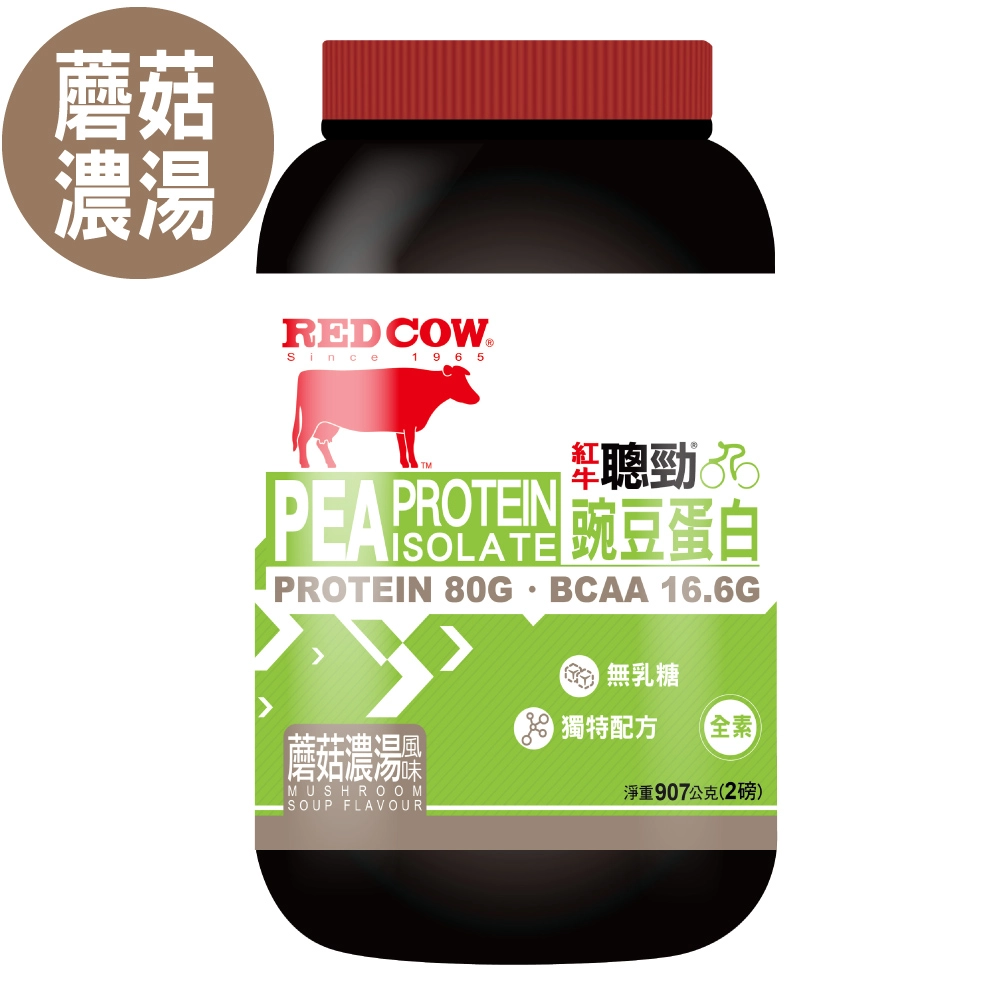 蘑菇
濃湯
RED COW®
Since 1965
TM
紅牛聰勁®
PEA PROTEIN ISOLATE
豌豆蛋白
PROTEIN 80G · BCAA 16.6G
無乳糖
獨特配方
全素
蘑菇濃湯風味
MUSHROOM
SOUP FLAVOUR
淨重907公克(2磅)